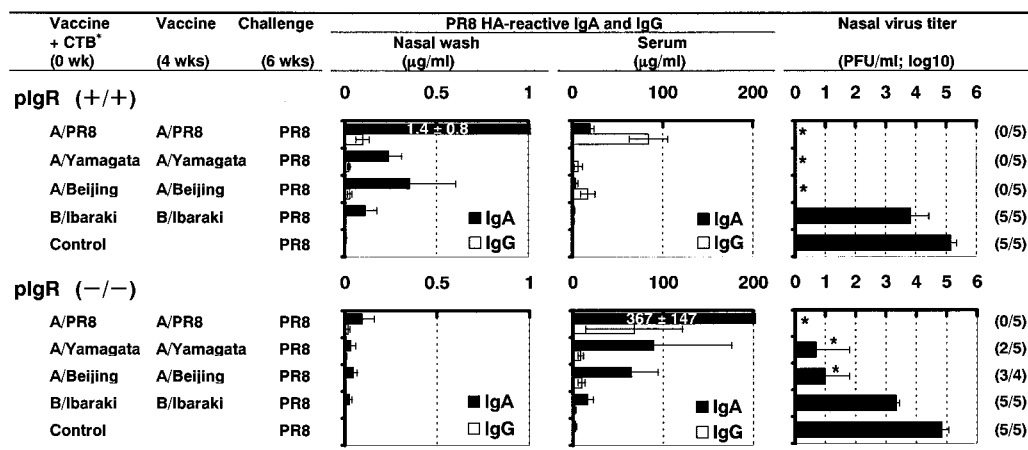 Vaccine Vaccine Challenge PR8 HA-reactive IgA and IgG Nasal virus titer
+ CTB* Nasal wash Serum
(0 wk) (4 wks) (6 wks) (µg/ml) (µg/ml) (PFU/ml; log10)
pIgR (+/+) 0 0.5 1 0 100 200 0 1 2 3 4 5 6
A/PR8 A/PR8 PR8 1.4 ± 0.8 * (0/5)
A/Yamagata A/Yamagata PR8 * (0/5)
A/Beijing A/Beijing PR8 * (0/5)
B/Ibaraki B/Ibaraki PR8 IgA IgA (5/5)
Control PR8 IgG IgG (5/5)
pIgR (−/−) 0 0.5 1 0 100 200 0 1 2 3 4 5 6
A/PR8 A/PR8 PR8 367 ± 147 * (0/5)
A/Yamagata A/Yamagata PR8 * (2/5)
A/Beijing A/Beijing PR8 * (3/4)
B/Ibaraki B/Ibaraki PR8 IgA IgA (5/5)
Control PR8 IgG IgG (5/5)